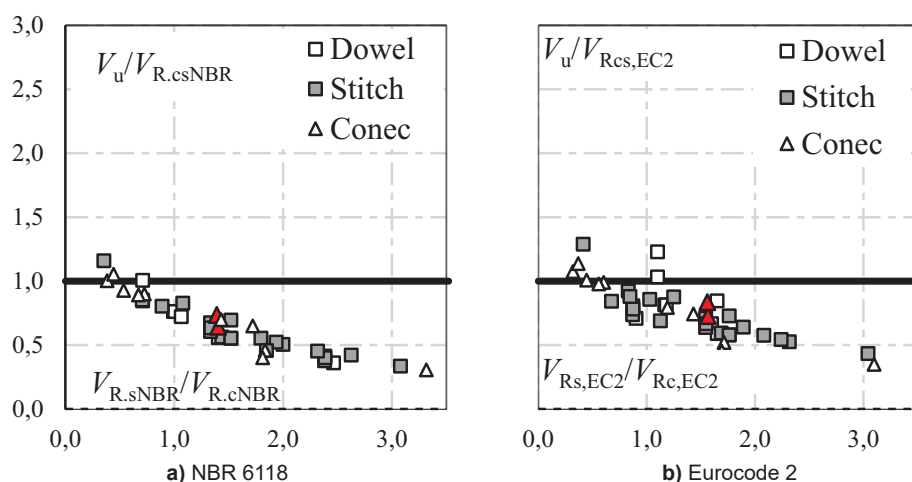 3,0
2,5
2,0
1,5
1,0
0,5
0,0
V_u/V_R.csNBR
Dowel
Stitch
Conec
V_R.sNBR/V_R.cNBR
0,0 1,0 2,0 3,0
a) NBR 6118
V_u/V_Rcs,EC2
Dowel
Stitch
Conec
V_Rs,EC2/V_Rc,EC2
0,0 1,0 2,0 3,0
b) Eurocode 2